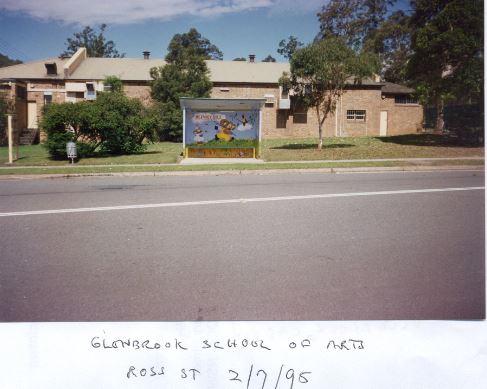 GLENBROOK SCHOOL OF ARTS
ROSS ST 2/7/95